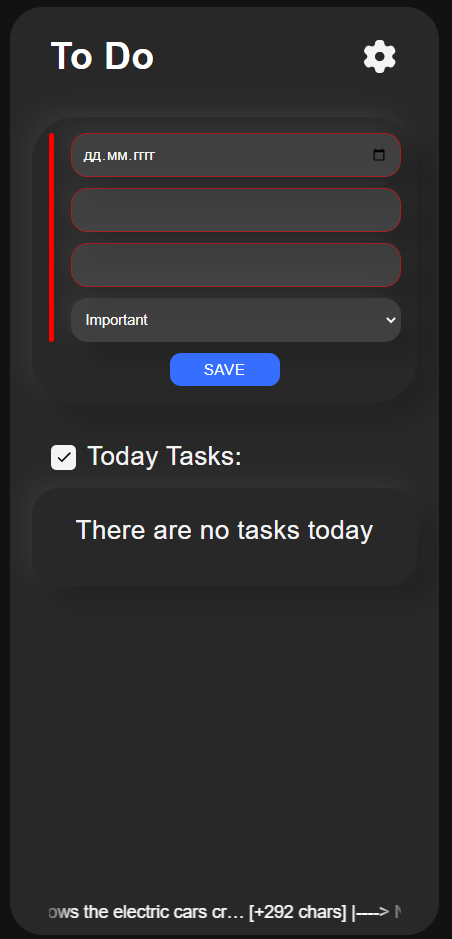 To Do
дд.мм.гггг
Important
SAVE
Today Tasks:
There are no tasks today
ows the electric cars cr… [+292 chars] |---->